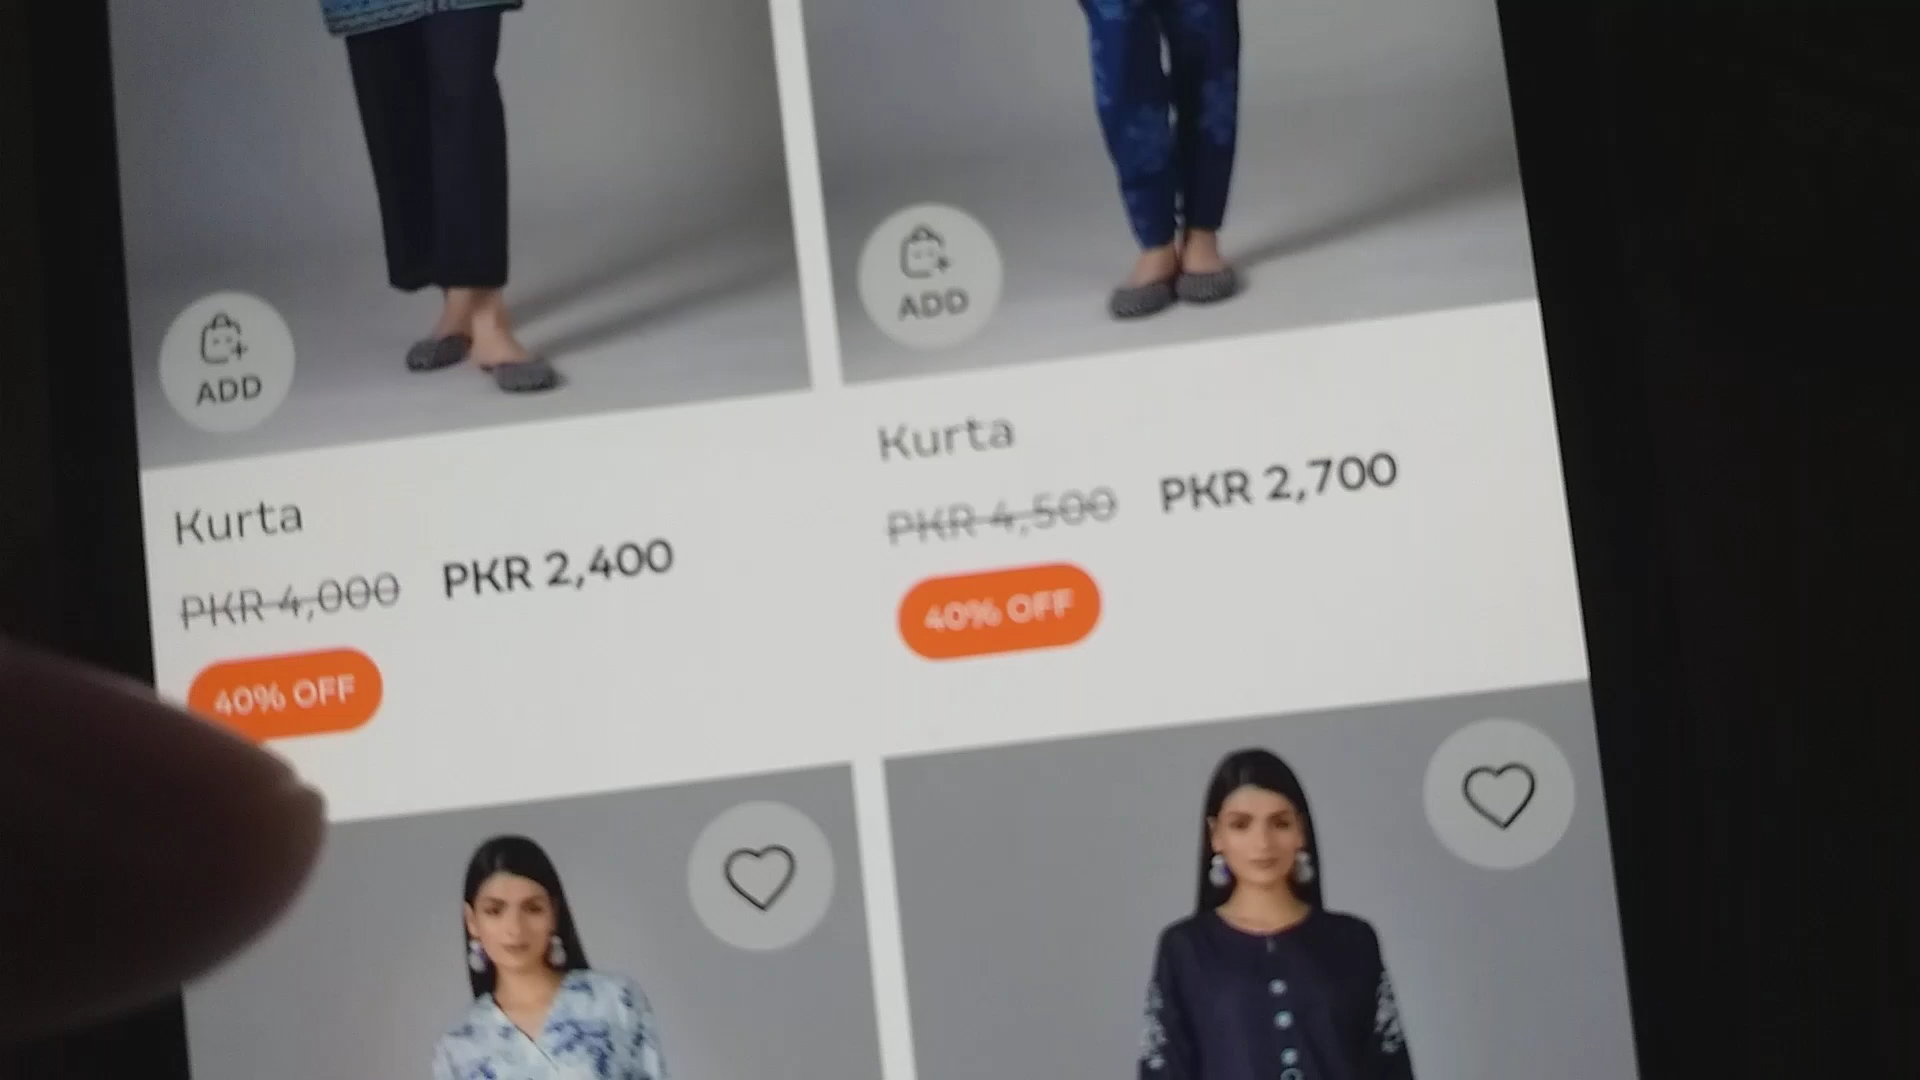 ADD
ADD
Kurta
PKR 4,000 PKR 2,400
40% OFF
Kurta
PKR 4,500 PKR 2,700
40% OFF